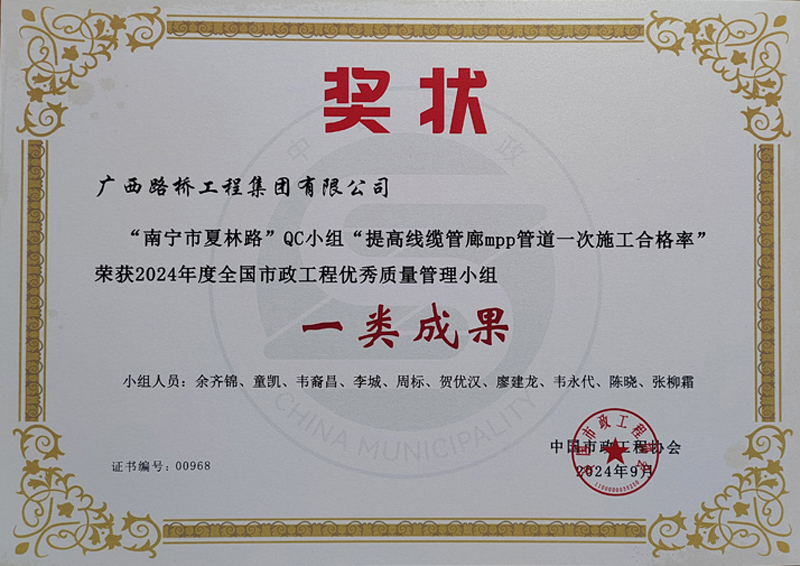 奖状
广西路桥工程集团有限公司
“南宁市夏林路”QC小组“提高线缆管廊mpp管道一次施工合格率”
荣获2024年度全国市政工程优秀质量管理小组
一类成果
小组人员：余齐锦、童凯、韦裔昌、李城、周标、贺优汉、廖建龙、韦永代、陈晓、张柳霜
中国市政工程协会
证书编号：00968
2024年9月
CHINA MUNICIPALITY